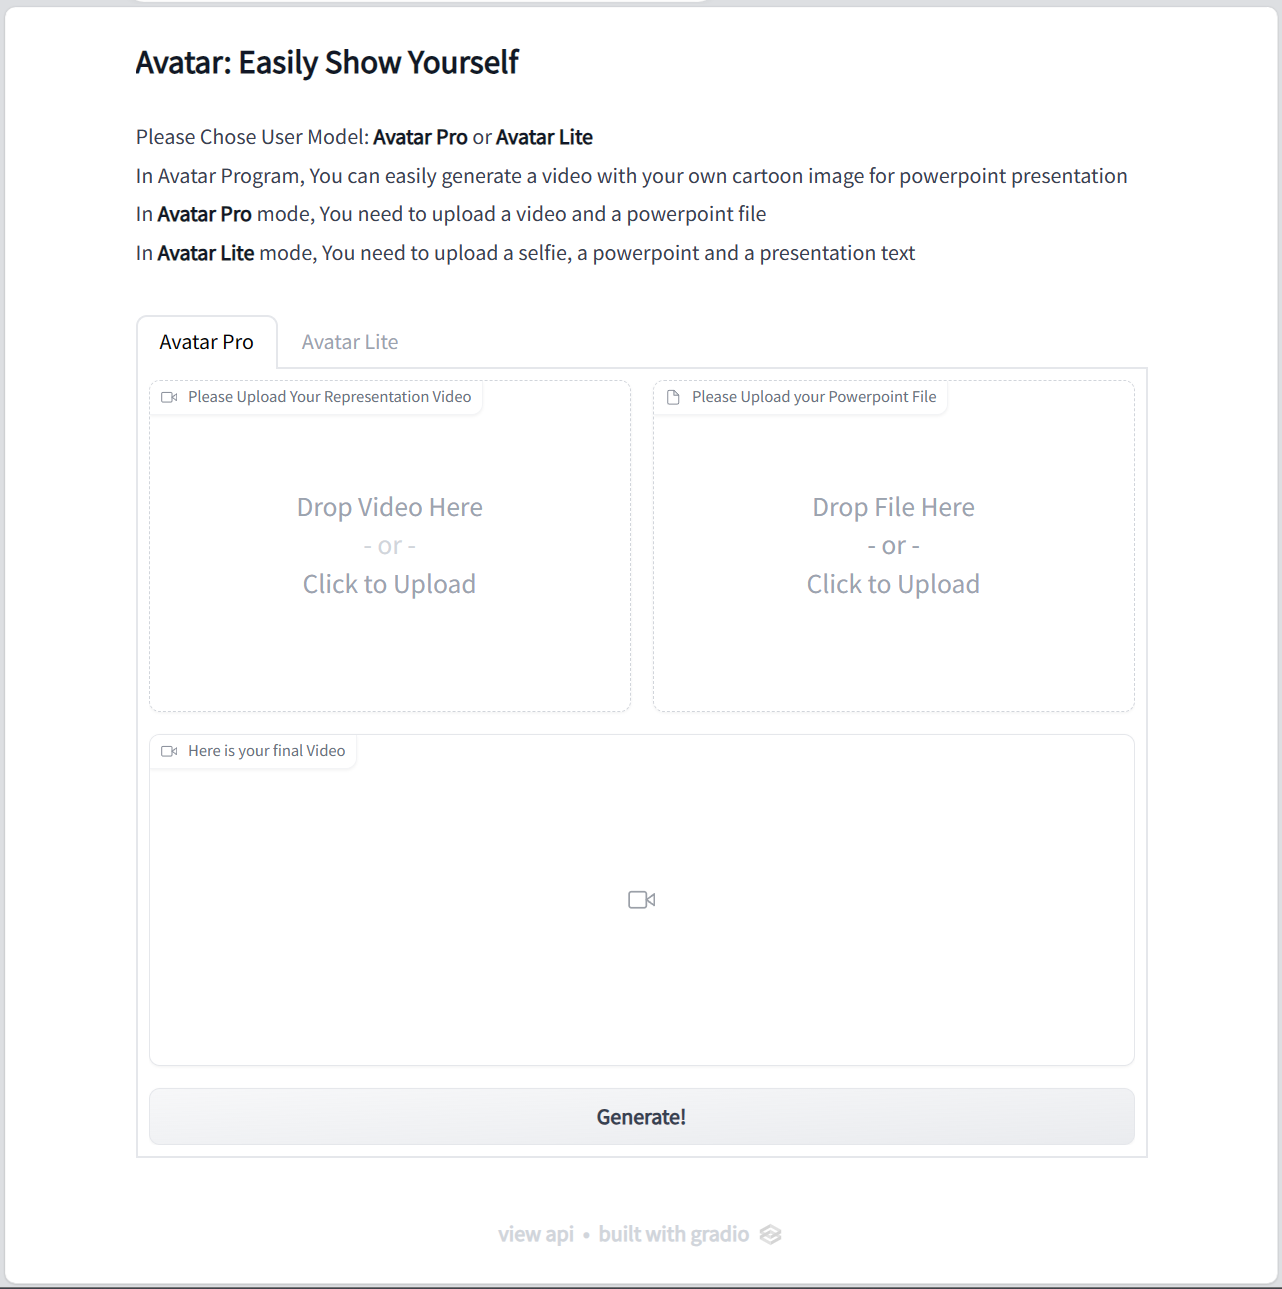 Avatar: Easily Show Yourself
Please Chose User Model: Avatar Pro or Avatar Lite
In Avatar Program, You can easily generate a video with your own cartoon image for powerpoint presentation
In Avatar Pro mode, You need to upload a video and a powerpoint file
In Avatar Lite mode, You need to upload a selfie, a powerpoint and a presentation text
Avatar Pro
Avatar Lite
Please Upload Your Representation Video
Drop Video Here
- or -
Click to Upload
Please Upload your Powerpoint File
Drop File Here
- or -
Click to Upload
Here is your final Video
Generate!
view api • built with gradio